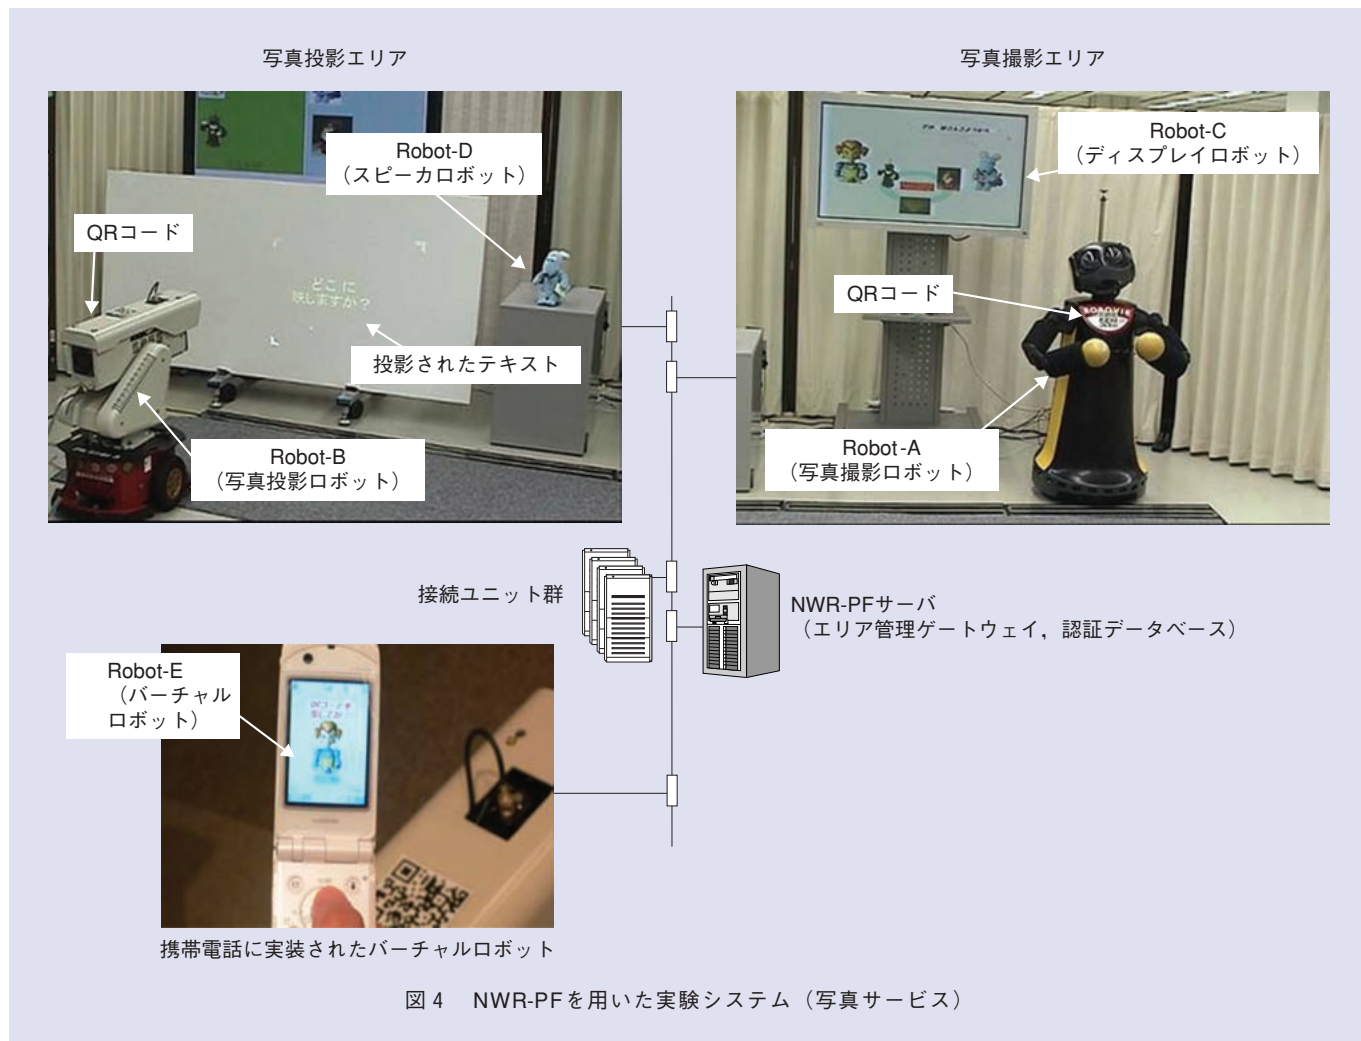 写真投影エリア
写真撮影エリア
Robot-D
（スピーカロボット）
QRコード
どこ に
映しますか？
投影されたテキスト
Robot-B
（写真投影ロボット）
Robot-C
（ディスプレイロボット）
QRコード
ROBOVIE
Robot-A
（写真撮影ロボット）
接続ユニット群
NWR-PFサーバ
（エリア管理ゲートウェイ，認証データベース）
Robot-E
（バーチャル
ロボット）
携帯電話に実装されたバーチャルロボット
図 4　NWR-PFを用いた実験システム（写真サービス）